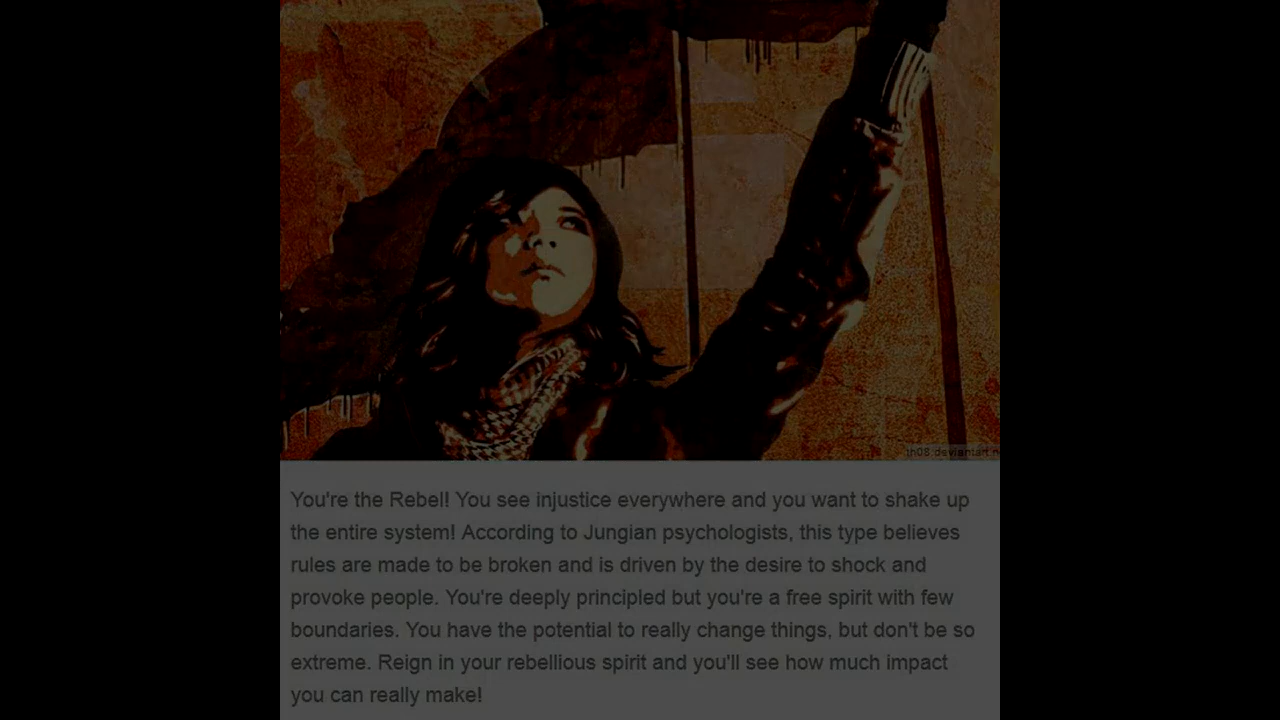 th08.deviantart.n
You're the Rebel! You see injustice everywhere and you want to shake up
the entire system! According to Jungian psychologists, this type believes
rules are made to be broken and is driven by the desire to shock and
provoke people. You're deeply principled but you're a free spirit with few
boundaries. You have the potential to really change things, but don't be so
extreme. Reign in your rebellious spirit and you'll see how much impact
you can really make!